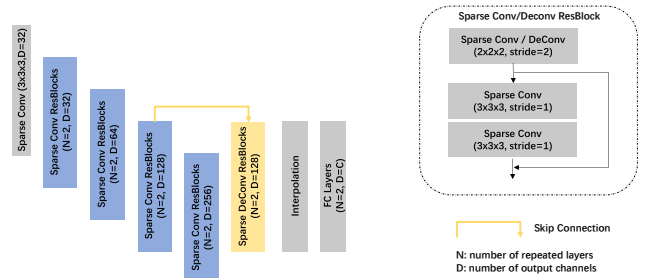 Sparse Conv (3x3x3,D=32)
Sparse Conv ResBlocks
(N=2, D=32)
Sparse Conv ResBlocks
(N=2, D=64)
Sparse Conv ResBlocks
(N=2, D=128)
Sparse Conv ResBlocks
(N=2, D=256)
Sparse DeConv ResBlocks
(N=2, D=128)
Interpolation
FC Layers
(N=2, D=C)
Sparse Conv/Deconv ResBlock
Sparse Conv / DeConv
(2x2x2, stride=2)
Sparse Conv
(3x3x3, stride=1)
Sparse Conv
(3x3x3, stride=1)
Skip Connection
N: number of repeated layers
D: number of output channels